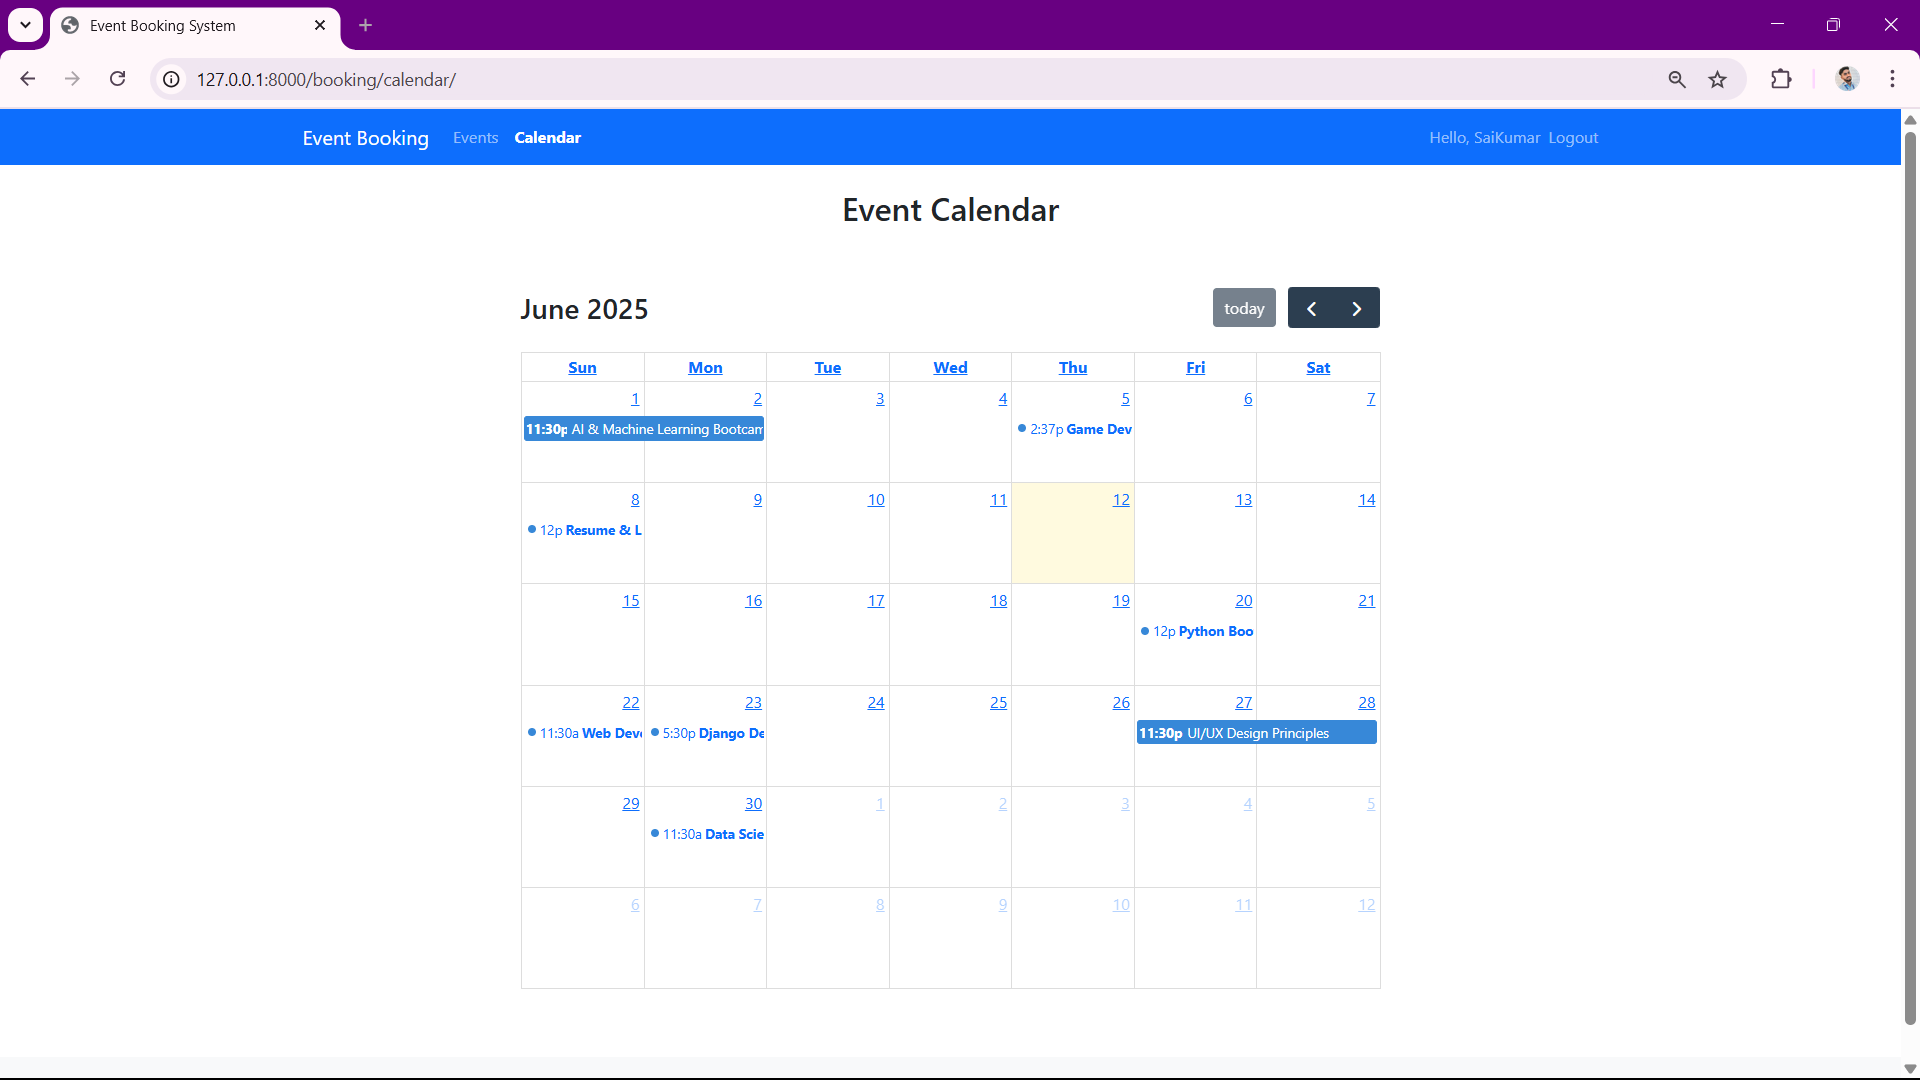 Event Booking System
127.0.0.1:8000/booking/calendar/
Event Booking Events Calendar Hello, SaiKumar Logout
Event Calendar
June 2025 today
Sun Mon Tue Wed Thu Fri Sat
1 2 3 4 5 6 7
11:30p AI & Machine Learning Bootcam 2:37p Game Dev
8 9 10 11 12 13 14
12p Resume & L
15 16 17 18 19 20 21
12p Python Boo
22 23 24 25 26 27 28
11:30a Web Deve 5:30p Django De 11:30p UI/UX Design Principles
29 30 1 2 3 4 5
11:30a Data Scie
6 7 8 9 10 11 12